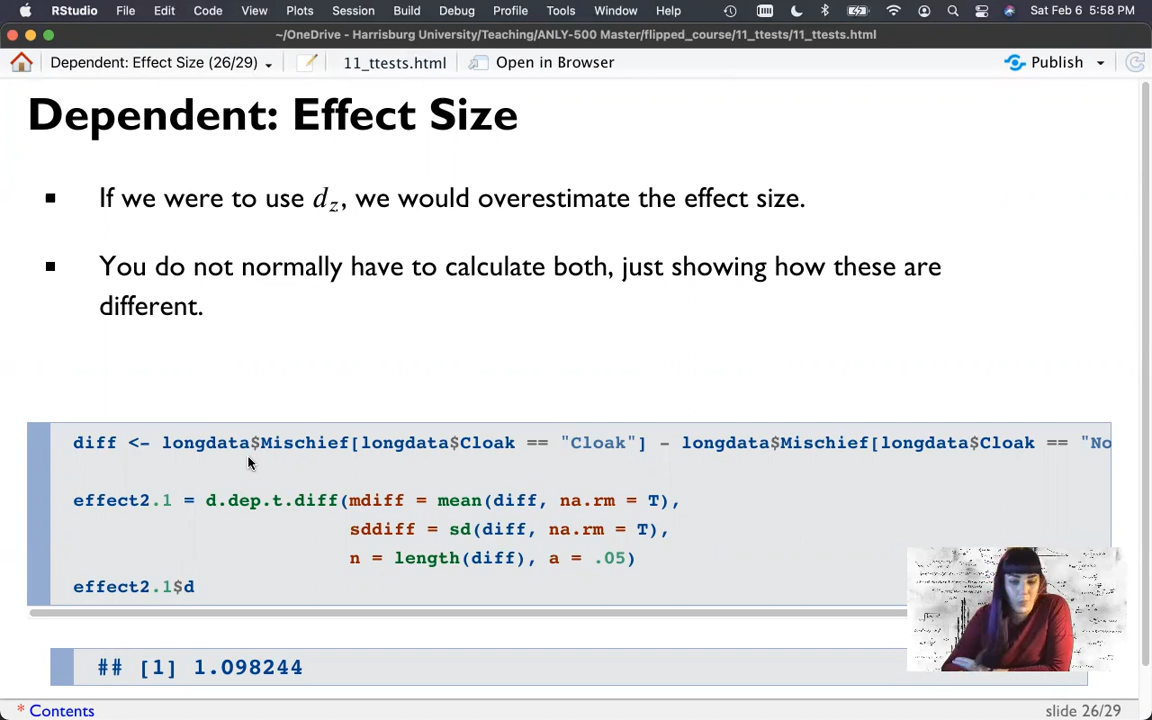 RStudio File Edit Code View Plots Session Build Debug Profile Tools Window Help Sat Feb 6 5:58 PM
~/OneDrive - Harrisburg University/Teaching/ANLY-500 Master/flipped_course/11_ttests/11_ttests.html
Dependent: Effect Size (26/29) 11_ttests.html Open in Browser Publish
Dependent: Effect Size
If we were to use dz, we would overestimate the effect size.
You do not normally have to calculate both, just showing how these are
different.
diff <- longdata$Mischief[longdata$Cloak == "Cloak"] - longdata$Mischief[longdata$Cloak == "No
effect2.1 = d.dep.t.diff(mdiff = mean(diff, na.rm = T),
sddiff = sd(diff, na.rm = T),
n = length(diff), a = .05)
effect2.1$d
## [1] 1.098244
* Contents slide 26/29